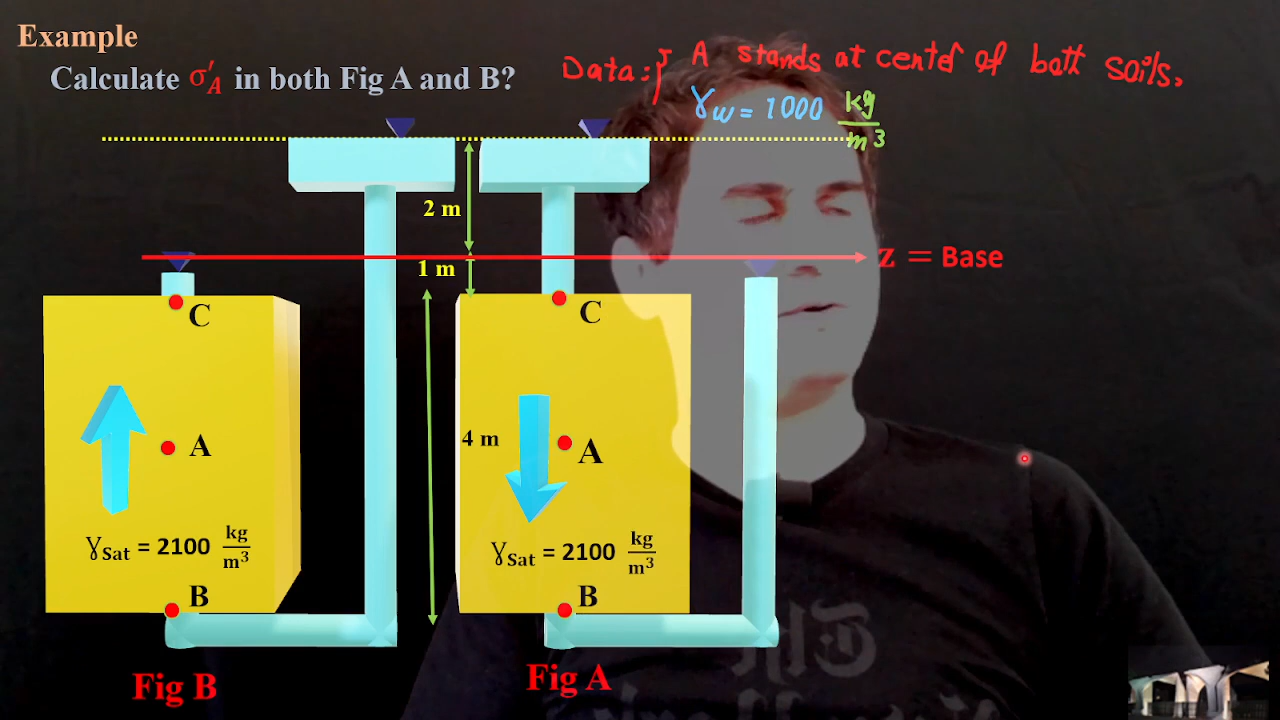 Example
Calculate σ′A in both Fig A and B?
Data: A stands at center of both soils.
γw = 1000 kg/m³
2 m
1 m
z = Base
C
C
A
4 m
A
γSat = 2100 kg/m³
γSat = 2100 kg/m³
B
B
Fig B
Fig A